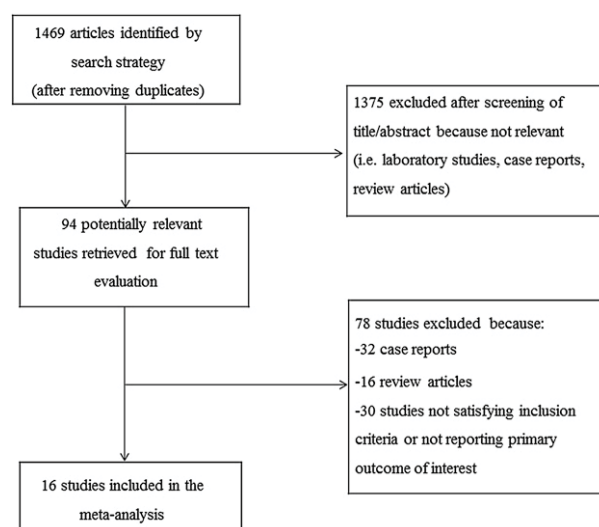 1469 articles identified by
search strategy
(after removing duplicates)
1375 excluded after screening of
title/abstract because not relevant
(i.e. laboratory studies, case reports,
review articles)
94 potentially relevant
studies retrieved for full text
evaluation
78 studies excluded because:
-32 case reports
-16 review articles
-30 studies not satisfying inclusion
criteria or not reporting primary
outcome of interest
16 studies included in the
meta-analysis